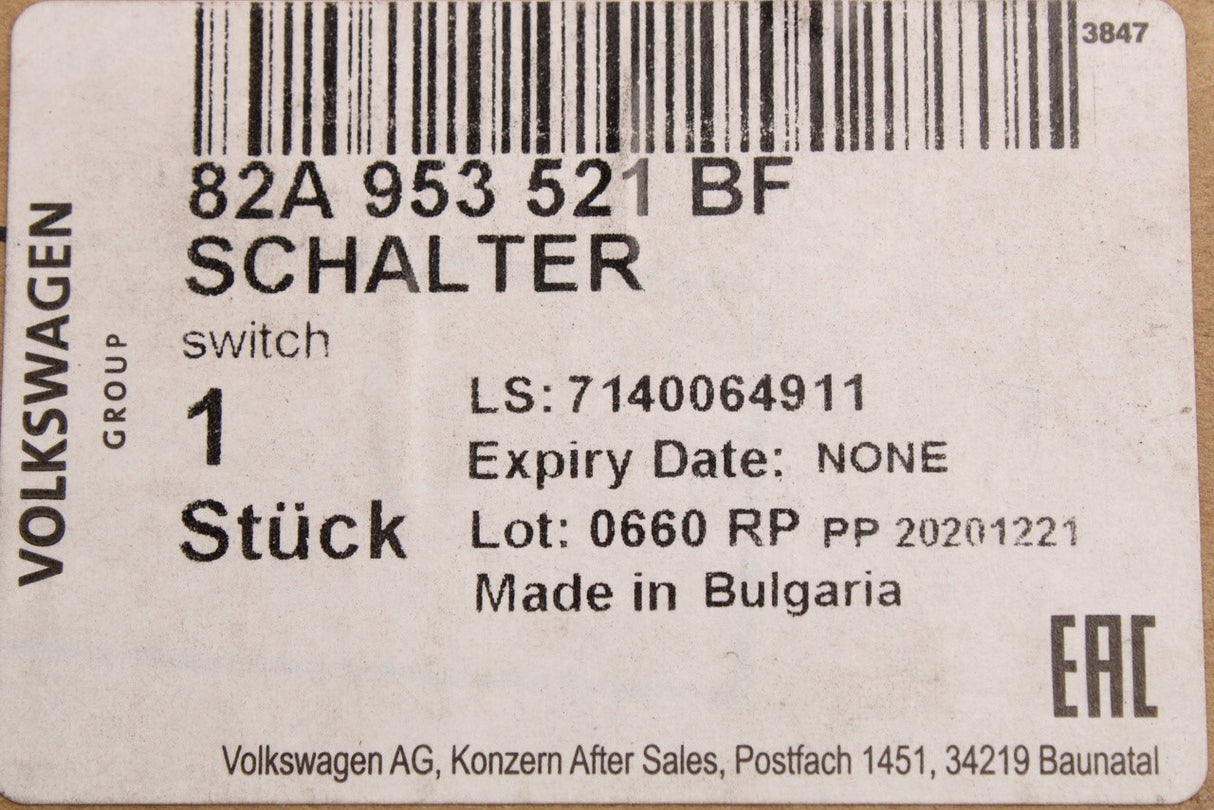 3847
82A 953 521 BF
SCHALTER
switch
1
Stück
LS: 7140064911
Expiry Date: NONE
Lot: 0660 RP PP 20201221
Made in Bulgaria
EAC
VOLKSWAGEN
GROUP
Volkswagen AG, Konzern After Sales, Postfach 1451, 34219 Baunatal